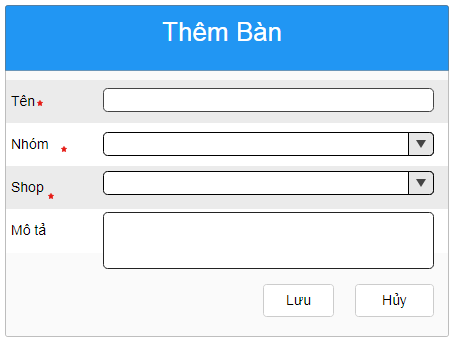 Thêm Bàn
Tên*
Nhóm *
Shop *
Mô tả
Lưu Hủy